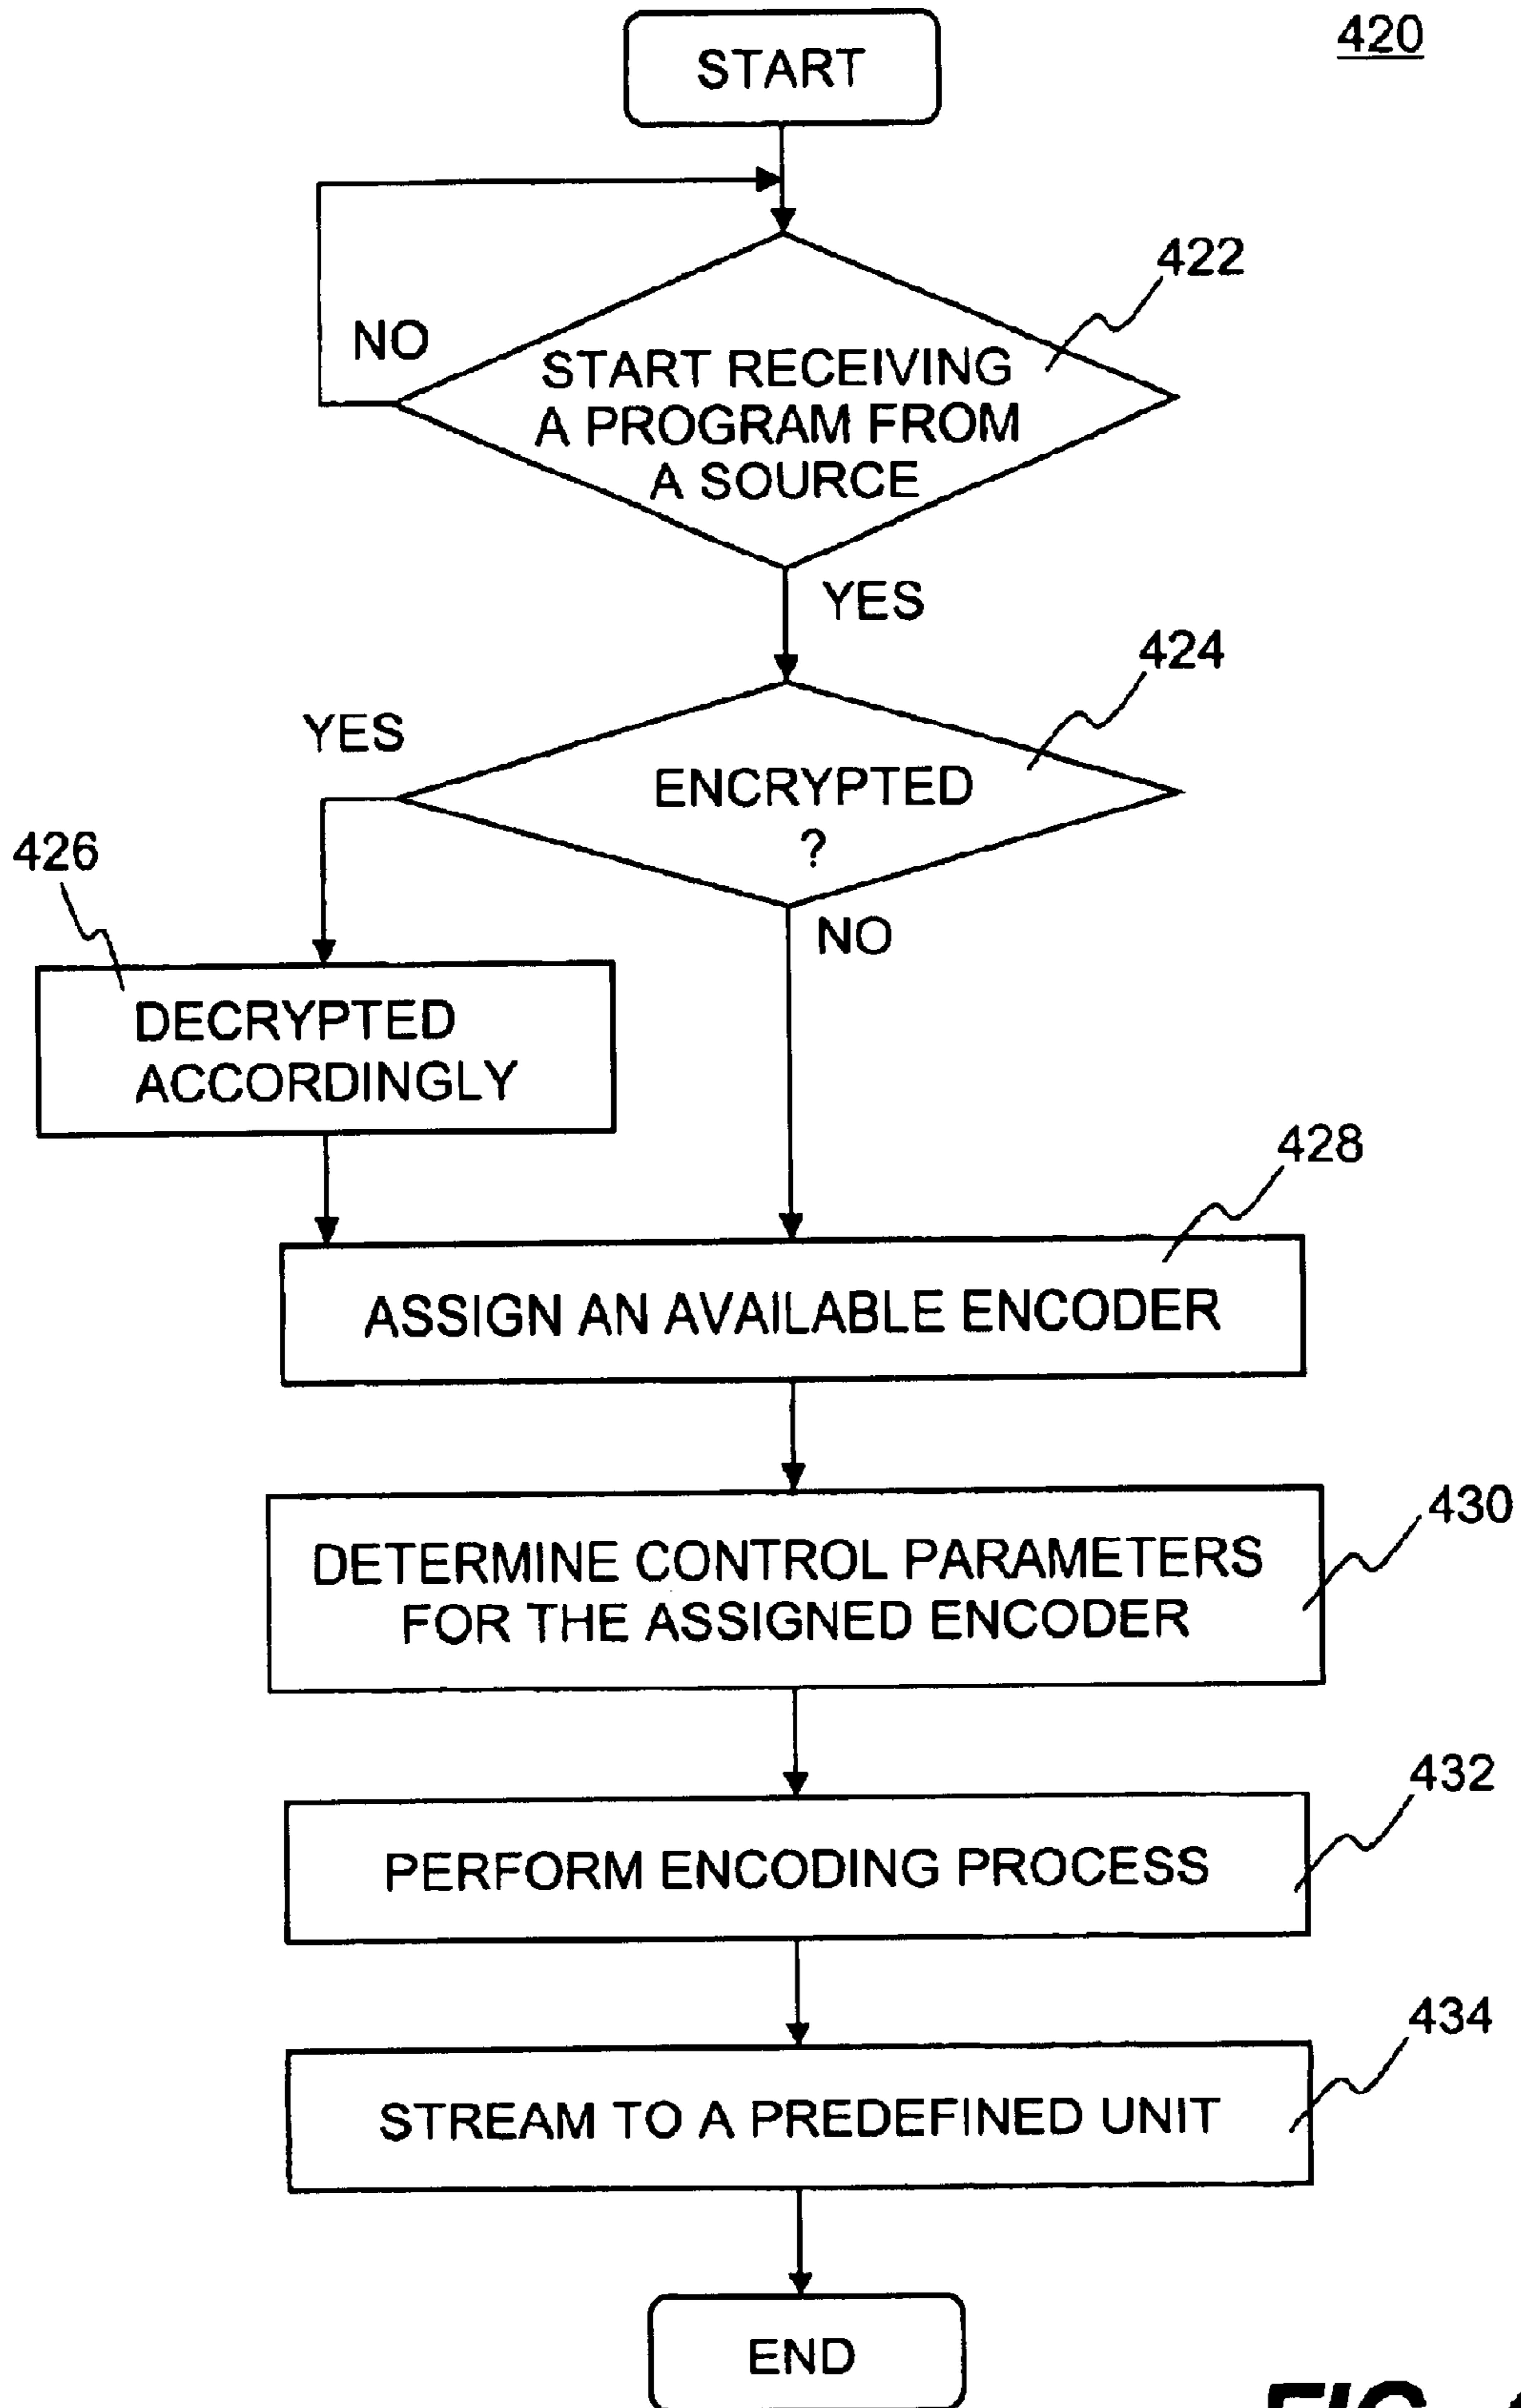 420
START
422
NO
START RECEIVING
A PROGRAM FROM
A SOURCE
YES
424
YES
ENCRYPTED
?
426
NO
DECRYPTED
ACCORDINGLY
428
ASSIGN AN AVAILABLE ENCODER
430
DETERMINE CONTROL PARAMETERS
FOR THE ASSIGNED ENCODER
432
PERFORM ENCODING PROCESS
434
STREAM TO A PREDEFINED UNIT
END